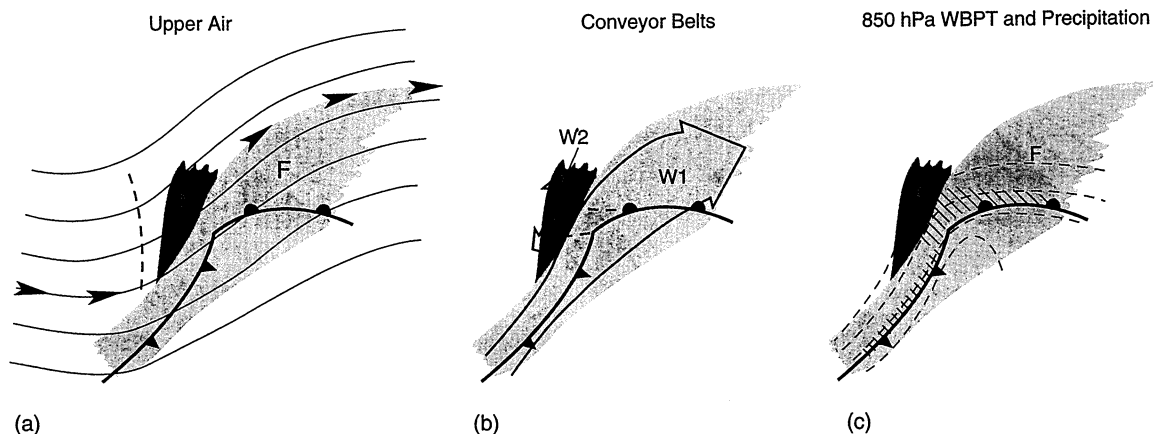 Upper Air
Conveyor Belts
850 hPa WBPT and Precipitation
F
W2
W1
F
(a)
(b)
(c)